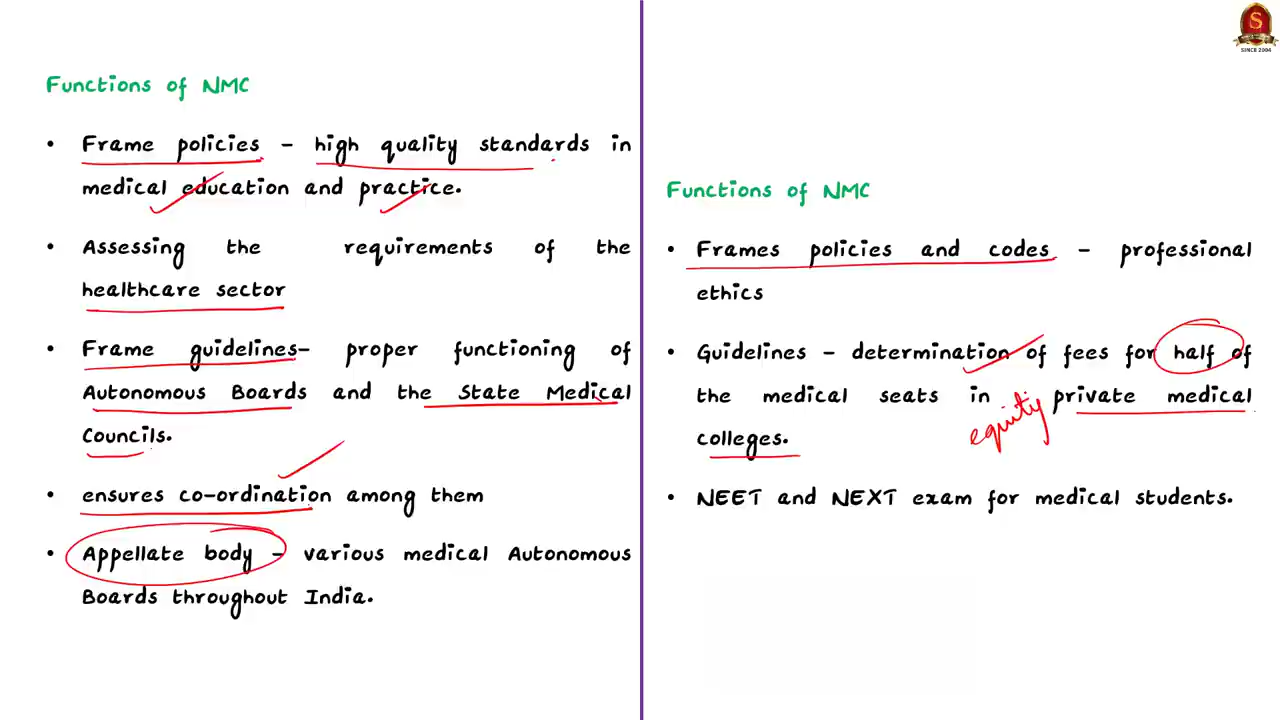 Functions of NMC
• Frame policies - high quality standards in
medical education and practice.
• Assessing the requirements of the
healthcare sector
• Frame guidelines- proper functioning of
Autonomous Boards and the State Medical
Councils.
• ensures co-ordination among them
• Appellate body - various medical Autonomous
Boards throughout India.
S
SINCE 2004
Functions of NMC
• Frames policies and codes - professional
ethics
• Guidelines - determination of fees for half of
the medical seats in private medical
equity
colleges.
• NEET and NEXT exam for medical students.